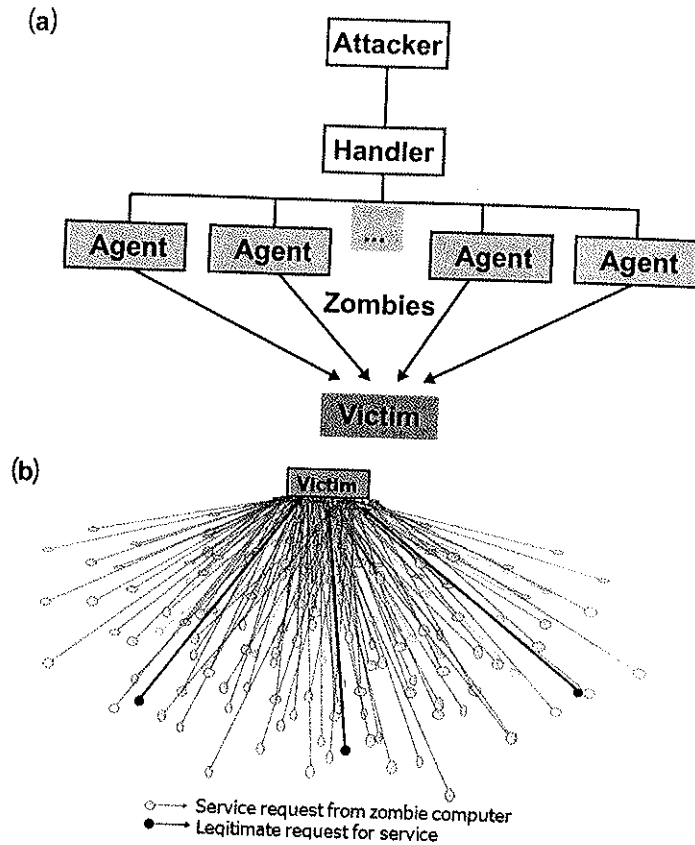 (a)
Attacker
Handler
Agent Agent ... Agent Agent
Zombies
Victim
(b)
Victim
Service request from zombie computer
Legitimate request for service